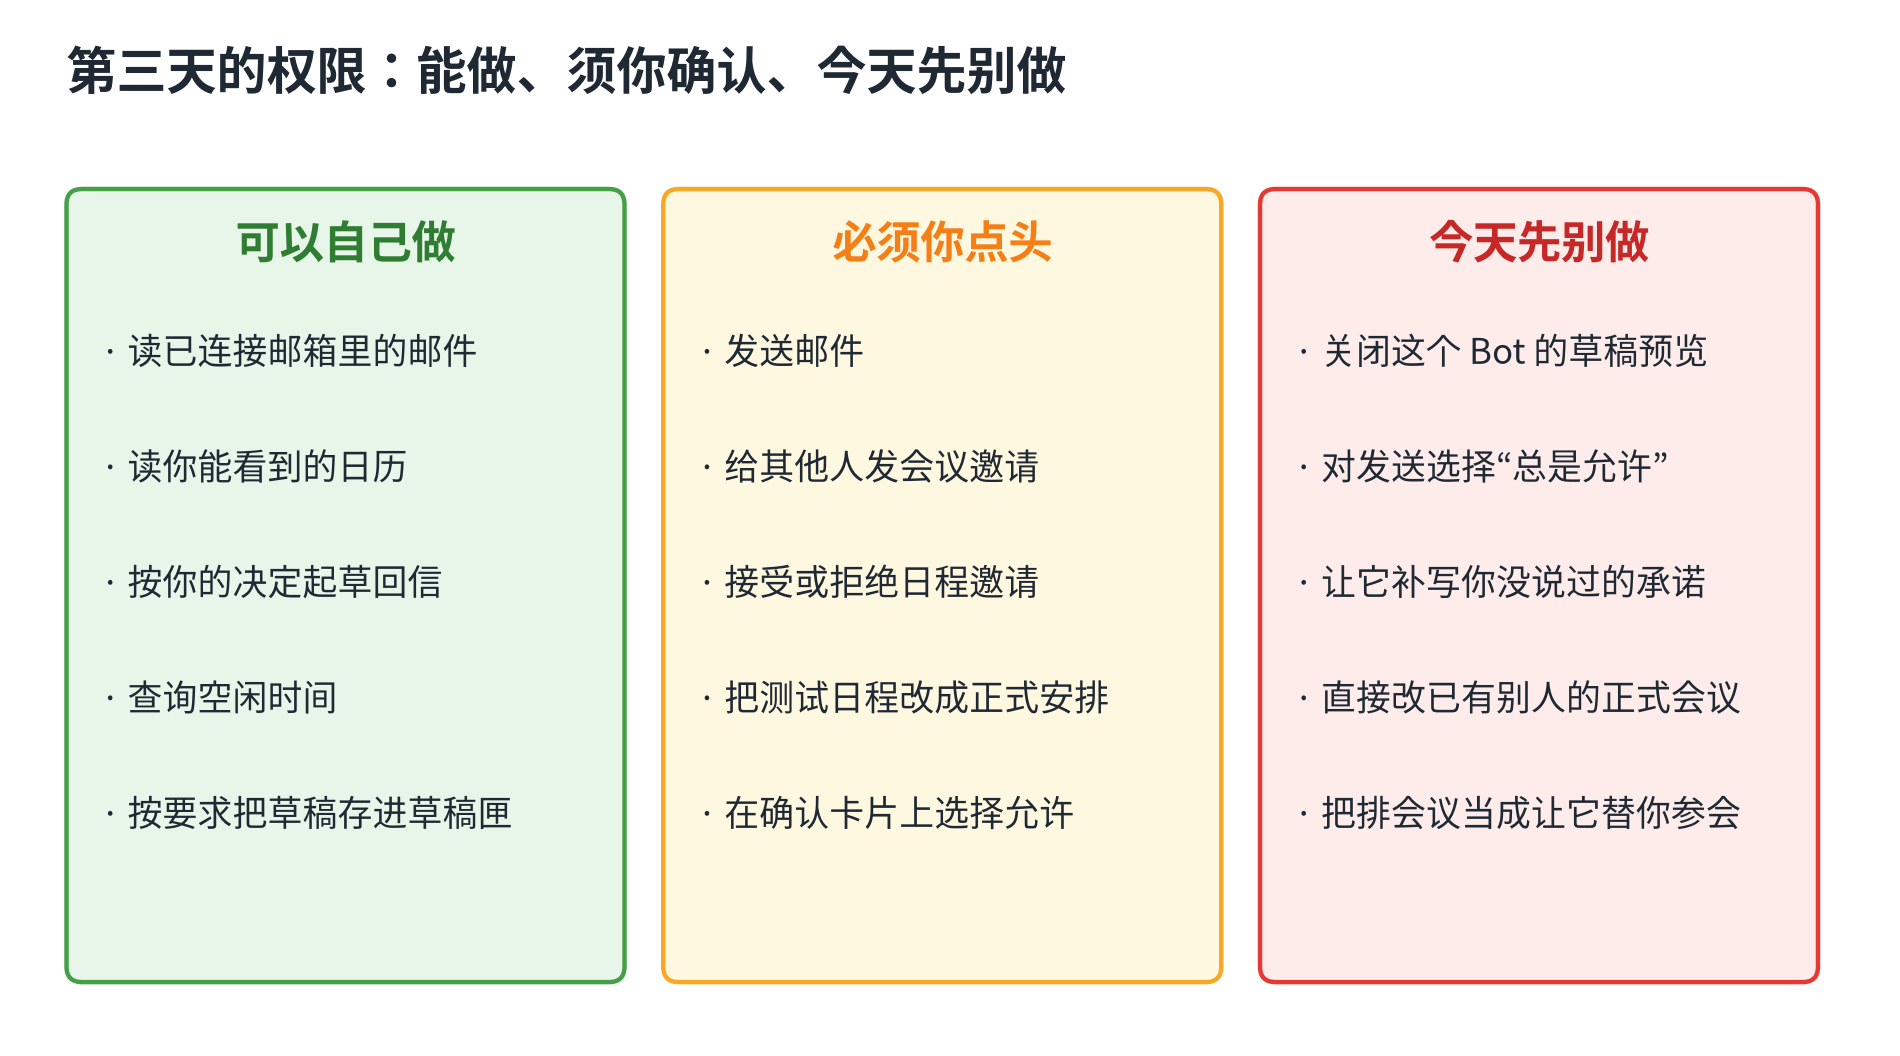 第三天的权限：能做、须你确认、今天先别做
可以自己做
· 读已连接邮箱里的邮件
· 读你能看到的日历
· 按你的决定起草回信
· 查询空闲时间
· 按要求把草稿存进草稿匣
必须你点头
· 发送邮件
· 给其他人发会议邀请
· 接受或拒绝日程邀请
· 把测试日程改成正式安排
· 在确认卡片上选择允许
今天先别做
· 关闭这个 Bot 的草稿预览
· 对发送选择“总是允许”
· 让它补写你没说过的承诺
· 直接改已有别人的正式会议
· 把排会议当成让它替你参会